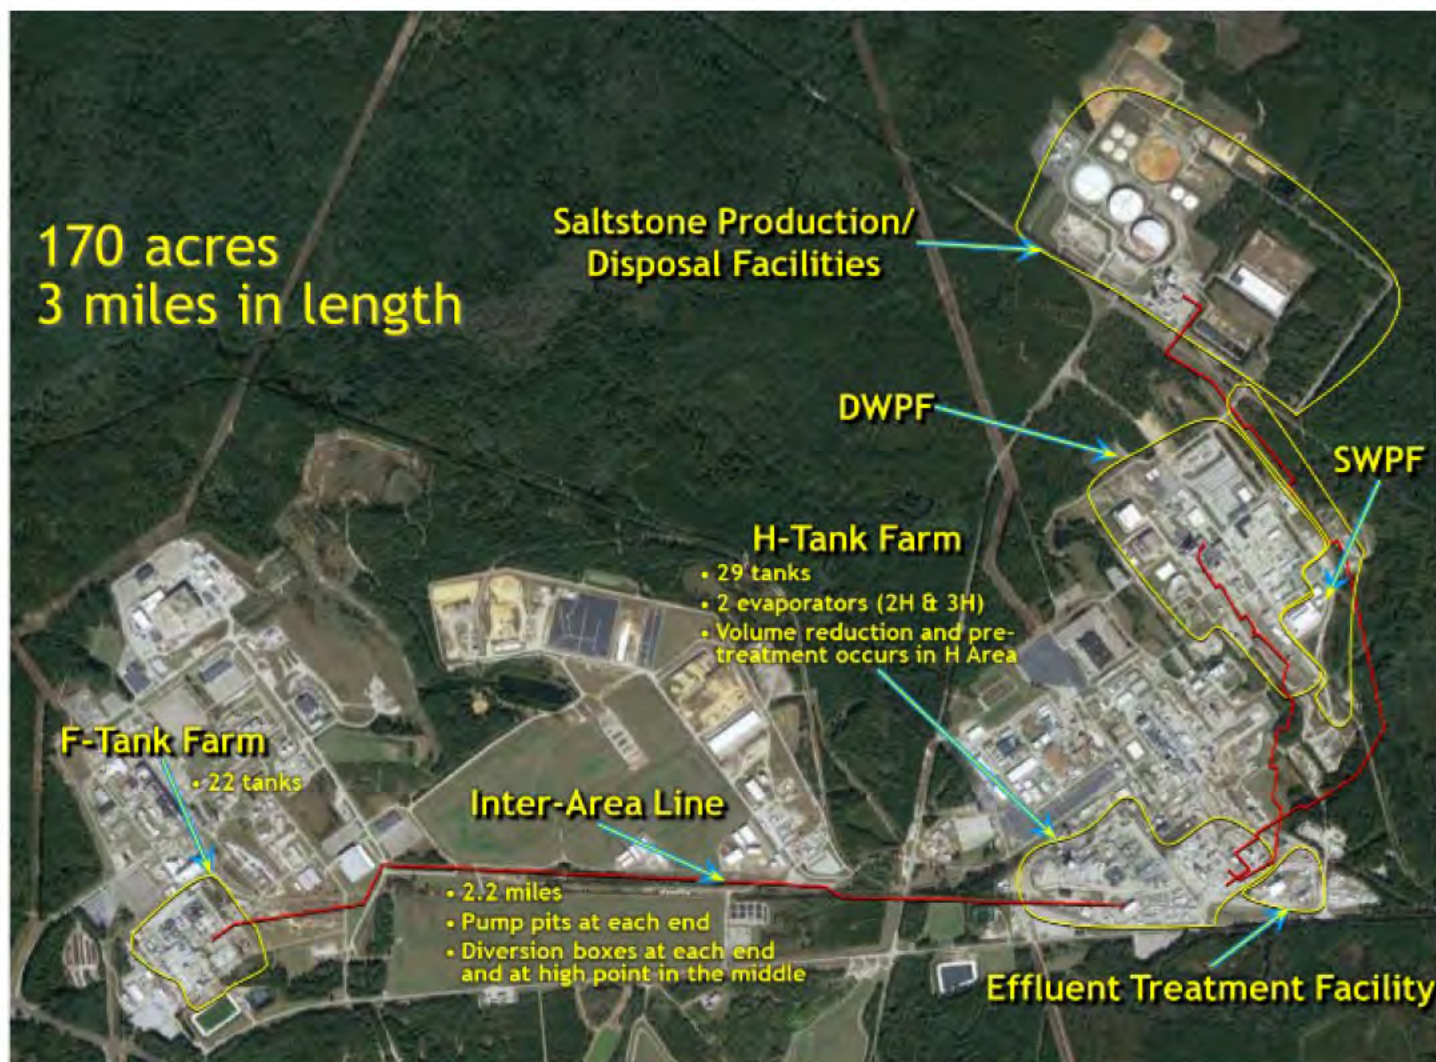 170 acres
3 miles in length
Saltstone Production/
Disposal Facilities
DWPF
SWPF
H-Tank Farm
• 29 tanks
• 2 evaporators (2H & 3H)
• Volume reduction and pre-
treatment occurs in H Area
F-Tank Farm
• 22 tanks
Inter-Area Line
• 2.2 miles
• Pump pits at each end
• Diversion boxes at each end
and at high point in the middle
Effluent Treatment Facility